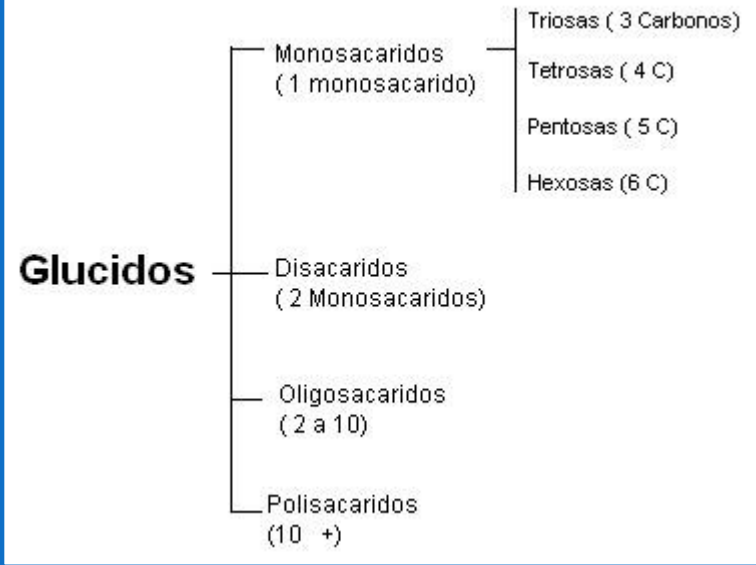 Triosas ( 3 Carbonos)
Monosacaridos
( 1 monosacarido)
Tetrosas ( 4 C)
Pentosas ( 5 C)
Hexosas (6 C)
Glucidos
Disacaridos
( 2 Monosacaridos)
Oligosacaridos
( 2 a 10)
Polisacaridos
(10 +)